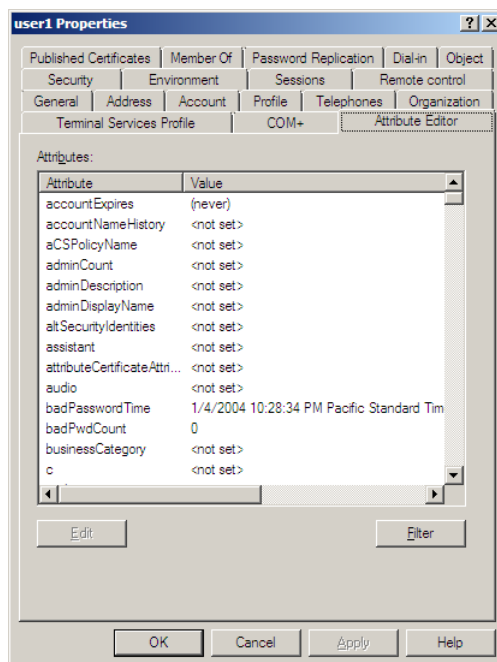 user1 Properties
Published Certificates Member Of Password Replication Dial-in Object
Security Environment Sessions Remote control
General Address Account Profile Telephones Organization
Terminal Services Profile COM+ Attribute Editor
Attributes:
Attribute Value
accountExpires (never)
accountNameHistory <not set>
aCSPolicyName <not set>
adminCount <not set>
adminDescription <not set>
adminDisplayName <not set>
altSecurityIdentities <not set>
assistant <not set>
attributeCertificateAttri... <not set>
audio <not set>
badPasswordTime 1/4/2004 10:28:34 PM Pacific Standard Tim
badPwdCount 0
businessCategory <not set>
c <not set>
Edit Filter
OK Cancel Apply Help